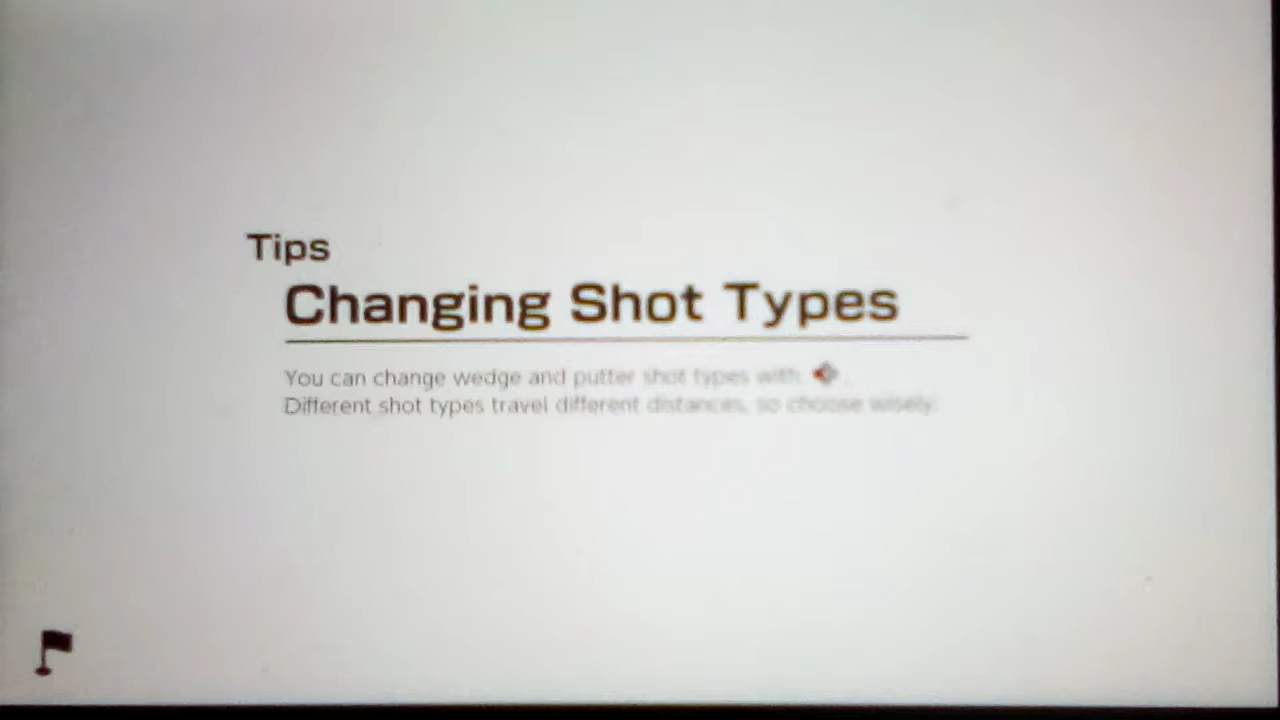 Tips
Changing Shot Types
You can change wedge and putter shot types with
Different shot types travel different distances, so choose wisely.